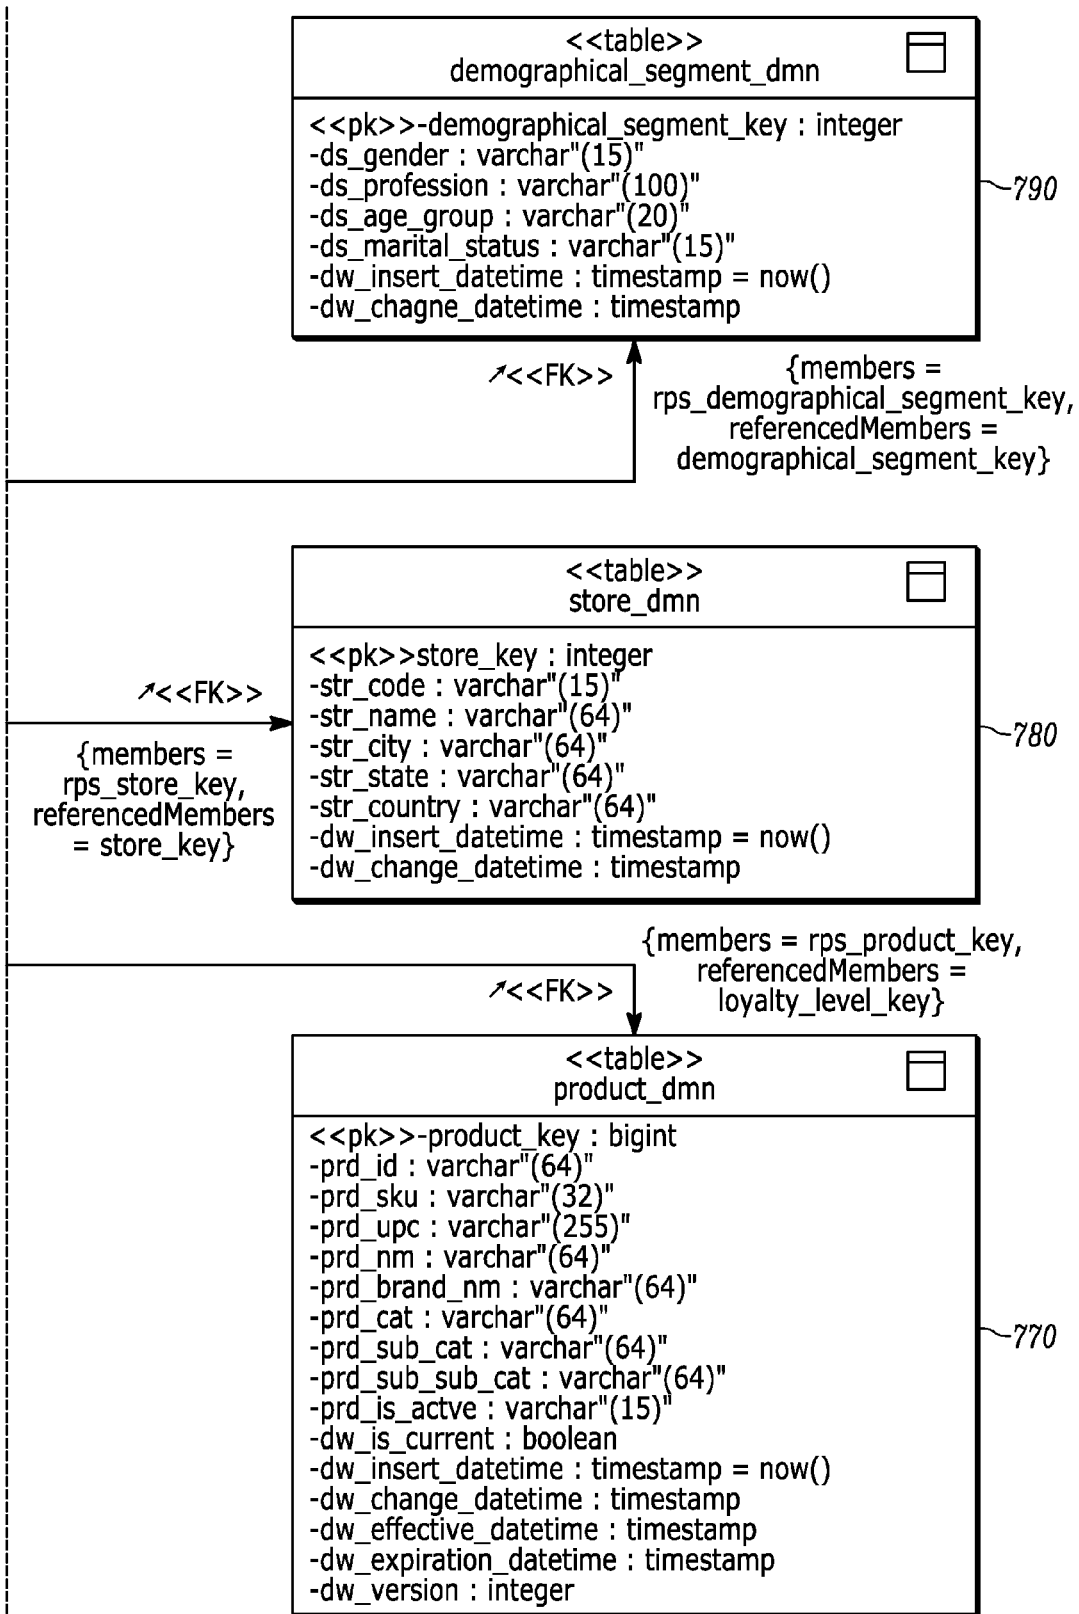 <<table>>
demographical_segment_dmn
<<pk>>-demographical_segment_key : integer
-ds_gender : varchar"(15)"
-ds_profession : varchar"(100)"
-ds_age_group : varchar"(20)"
-ds_marital_status : varchar"(15)"
-dw_insert_datetime : timestamp = now()
-dw_chagne_datetime : timestamp
790
<<FK>>
{members =
rps_demographical_segment_key,
referencedMembers =
demographical_segment_key}
<<table>>
store_dmn
<<pk>>store_key : integer
-str_code : varchar"(15)"
-str_name : varchar"(64)"
-str_city : varchar"(64)"
-str_state : varchar"(64)"
-str_country : varchar"(64)"
-dw_insert_datetime : timestamp = now()
-dw_change_datetime : timestamp
780
<<FK>>
{members =
rps_store_key,
referencedMembers
= store_key}
{members = rps_product_key,
referencedMembers =
loyalty_level_key}
<<FK>>
<<table>>
product_dmn
<<pk>>-product_key : bigint
-prd_id : varchar"(64)"
-prd_sku : varchar"(32)"
-prd_upc : varchar"(255)"
-prd_nm : varchar"(64)"
-prd_brand_nm : varchar"(64)"
-prd_cat : varchar"(64)"
-prd_sub_cat : varchar"(64)"
-prd_sub_sub_cat : varchar"(64)"
-prd_is_actve : varchar"(15)"
-dw_is_current : boolean
-dw_insert_datetime : timestamp = now()
-dw_change_datetime : timestamp
-dw_effective_datetime : timestamp
-dw_expiration_datetime : timestamp
-dw_version : integer
770